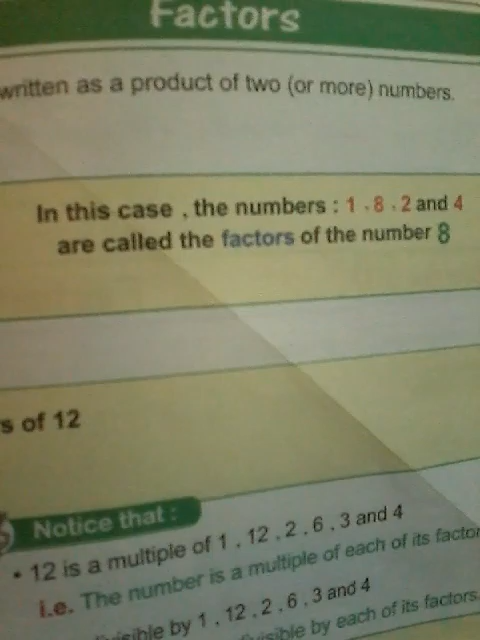 Factors
written as a product of two (or more) numbers.
In this case , the numbers : 1 , 8 , 2 and 4
are called the factors of the number 8
s of 12
Notice that :
• 12 is a multiple of 1 , 12 , 2 , 6 , 3 and 4
i.e. The number is a multiple of each of its factor
visible by 1 , 12 , 2 , 6 , 3 and 4
visible by each of its factors.